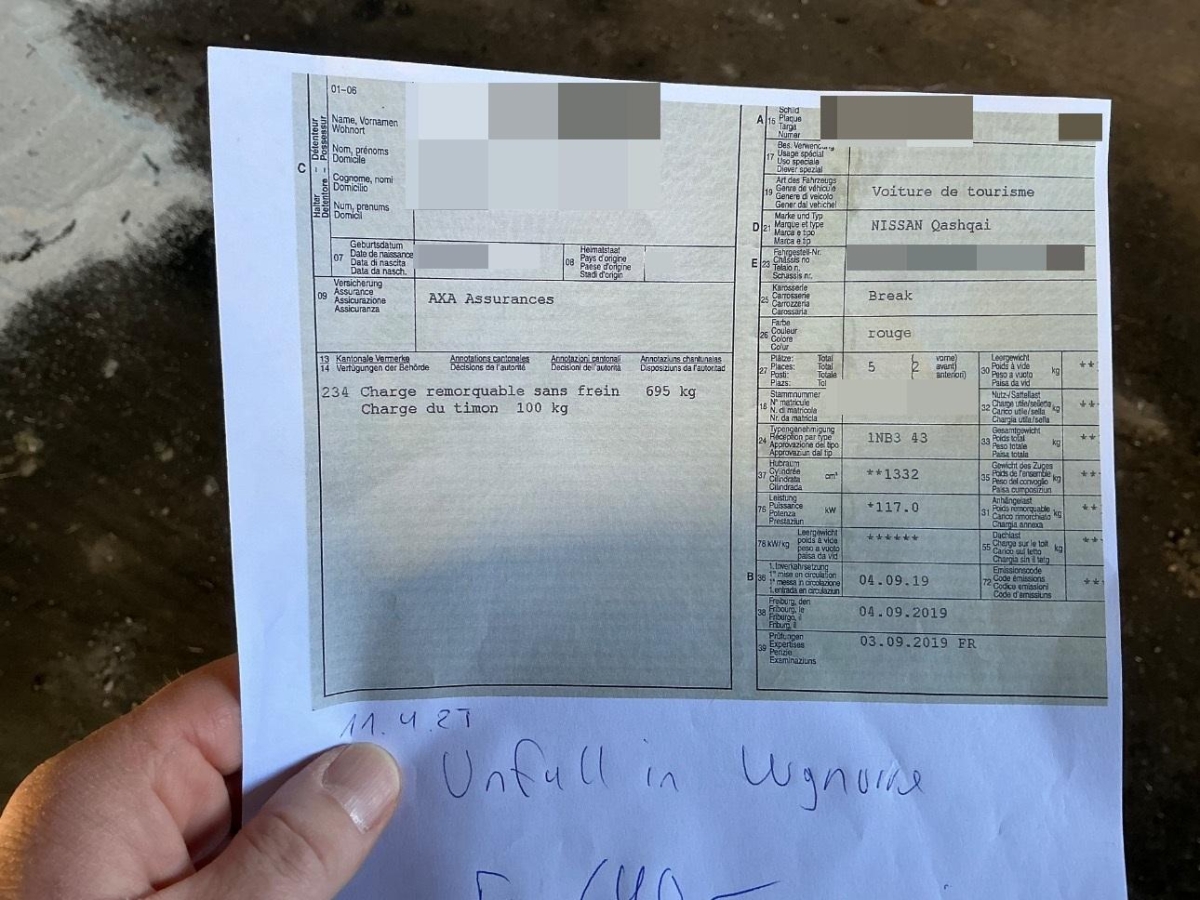 01-06
Halter · Détenteur
Detentore · Possessur
C
Name, Vornamen
Wohnort
Nom, prénoms
Domicile
Cognome, nomi
Domicilio
Num, prenums
Domicil
07
Geburtsdatum
Date de naissance
Data di nascita
Data da nasch.
08
Heimatstaat
Pays d'origine
Paese d'origine
Stadi d'origin
09
Versicherung
Assurance
Assicurazione
Assicuranza
AXA Assurances
13 Kantonale Vermerke Annotations cantonales Annotazioni cantonali Annotaziuns chantunalas
14 Verfügungen der Behörde Décisions de l'autorité Decisioni dell'autorità Disposiziuns da l'autoritad
234 Charge remorquable sans frein 695 kg
Charge du timon 100 kg
A 15
Schild
Plaque
Targa
Numer
17
Bes. Verwendung
Usage spécial
Uso speciale
Diever spezial
19
Art des Fahrzeugs
Genre de véhicule
Genere di veicolo
Gener dal vehichel
Voiture de tourisme
D 21
Marke und Typ
Marque et type
Marca e tipo
Marca e tip
NISSAN Qashqai
E 23
Fahrgestell-Nr.
Châssis no
Telaio n.
Schassis nr.
25
Karosserie
Carrosserie
Carrozzeria
Carossaria
Break
26
Farbe
Couleur
Colore
Colur
rouge
27
Plätze: Total
Places: Total
Posti: Totale
Plazs: Tot
5 (2 vorne)
avant)
anteriori)
30
Leergewicht
Poids à vide
Peso a vuoto
Paisa da vid
kg **
18
Stammnummer
N° matricule
N. di matricola
Nr. da matricla
32
Nutz-/Sattellast
Charge utile/sellette
Carico utile/sella
Chargia utila/sella
kg **
24
Typengenehmigung
Réception par type
Approvazione del tipo
Approvaziun dal tip
1NB3 43
33
Gesamtgewicht
Poids total
Peso totale
Paisa totala
kg **
37
Hubraum
Cylindrée
Cilindrata
Cilindrada
cm³ **1332
35
Gewicht des Zuges
Poids de l'ensemble
Peso del convoglio
Paisa cumposiziun
kg **
76
Leistung
Puissance
Potenza
Prestaziun
kW *117.0
31
Anhängelast
Poids remorquable
Carico rimorchiato
Chargia annexa
kg **
78 kW/kg
Leergewicht
poids à vide
peso a vuoto
paisa da vid
******
55
Dachlast
Charge sur le toit
Carico sul tetto
Chargia sin il tetg
kg **
B 36
1. Inverkehrsetzung
1re mise en circulation
1a messa in circolazione
1. entrada en circulaziun
04.09.19
72
Emissionscode
Code émissions
Codice emissioni
Code d'emissiuns
**
38
Freiburg, den
Fribourg, le
Friburgo, il
Friburg, il
04.09.2019
39
Prüfungen
Expertises
Perizie
Examinaziuns
03.09.2019 FR
11.4.
Unfall in